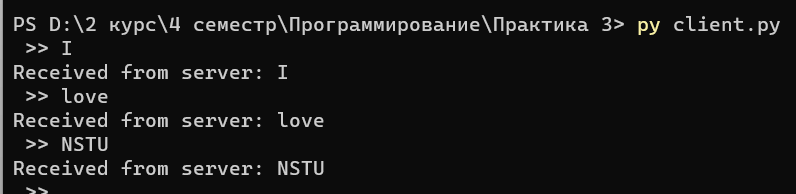 PS D:\2 курс\4 семестр\Программирование\Практика 3> py client.py
>> I
Received from server: I
>> love
Received from server: love
>> NSTU
Received from server: NSTU
>>